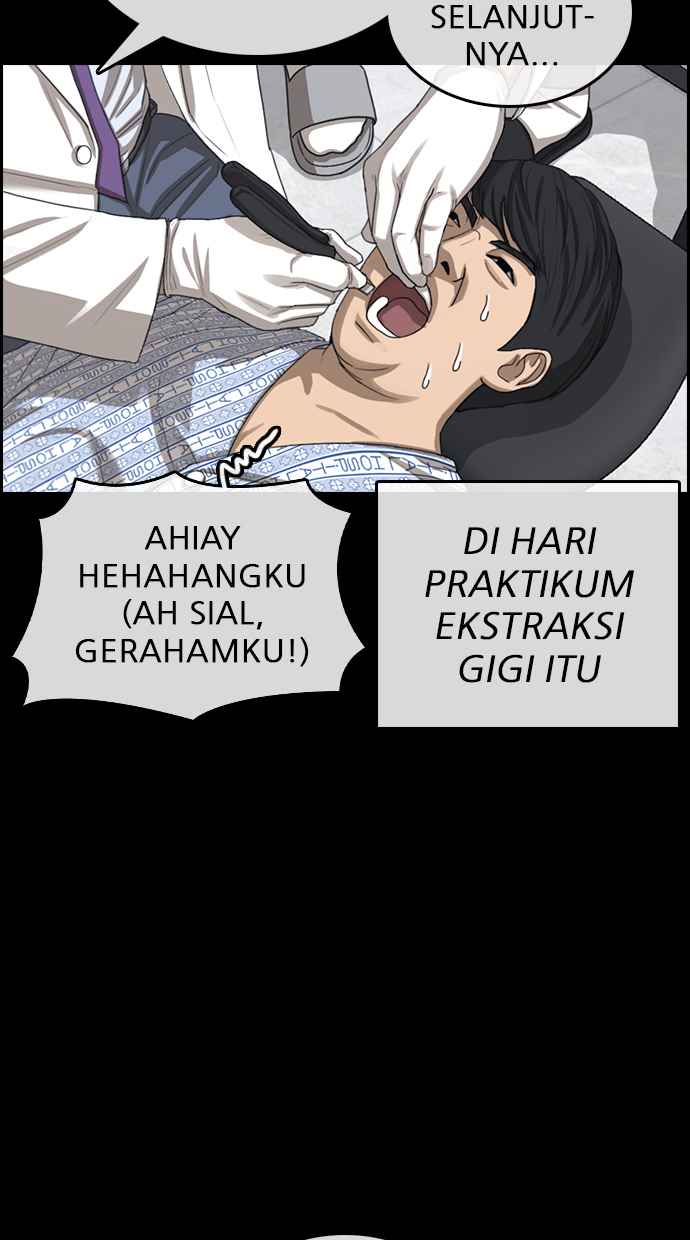 SELANJUT-
NYA...
AHIAY
HEHAHANGKU
(AH SIAL,
GERAHAMKU!)
DI HARI
PRAKTIKUM
EKSTRAKSI
GIGI ITU